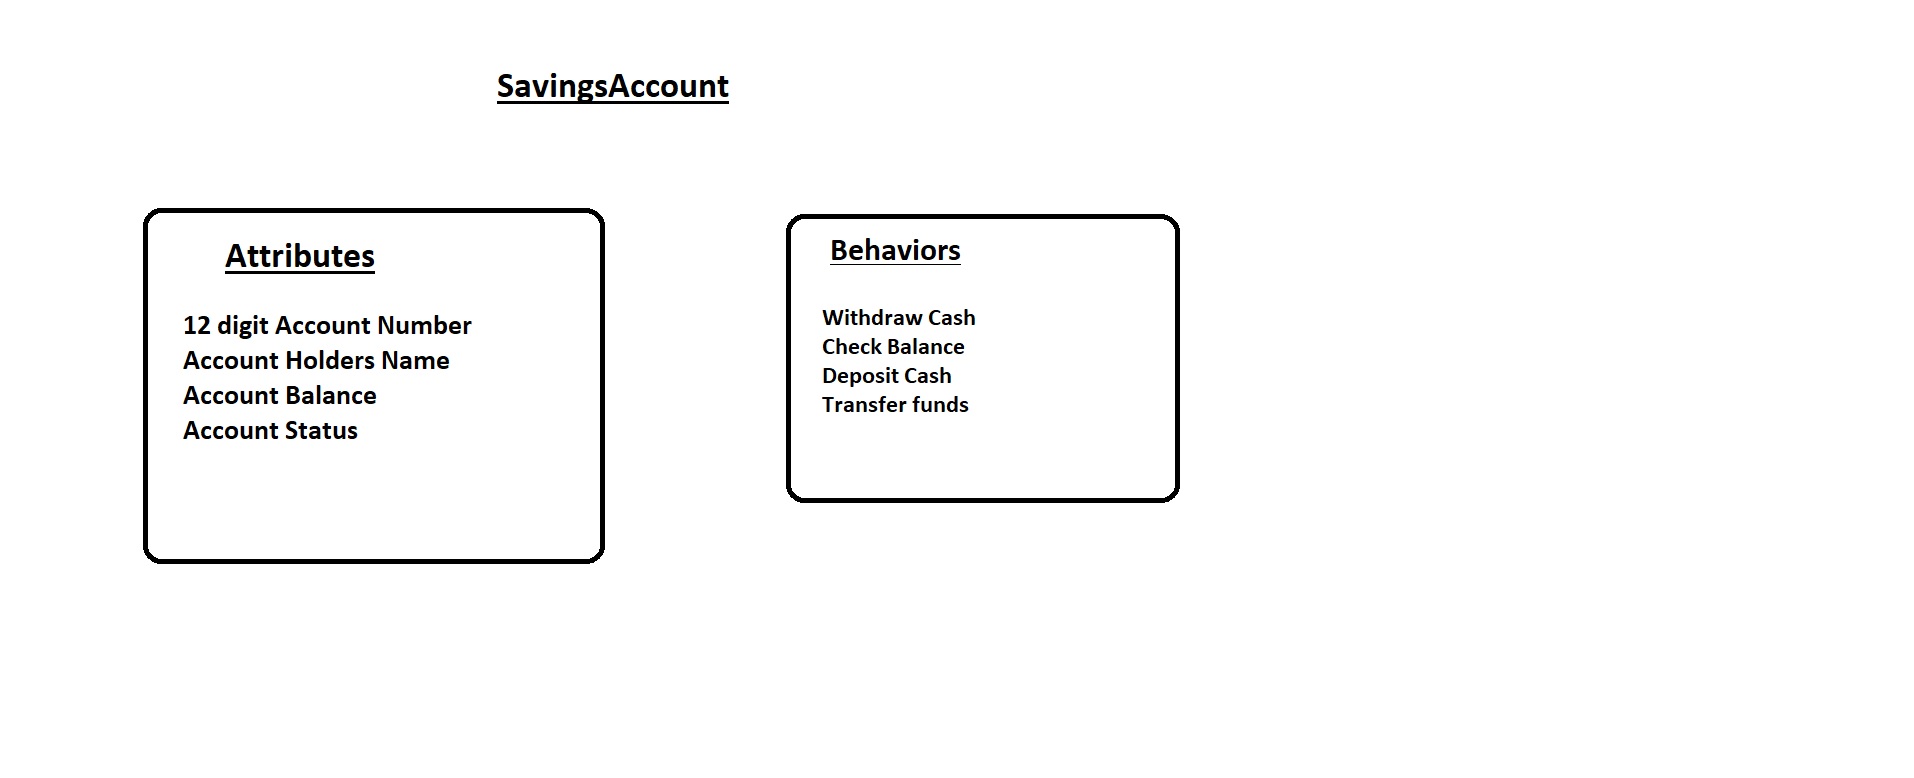 SavingsAccount
Attributes
12 digit Account Number
Account Holders Name
Account Balance
Account Status
Behaviors
Withdraw Cash
Check Balance
Deposit Cash
Transfer funds